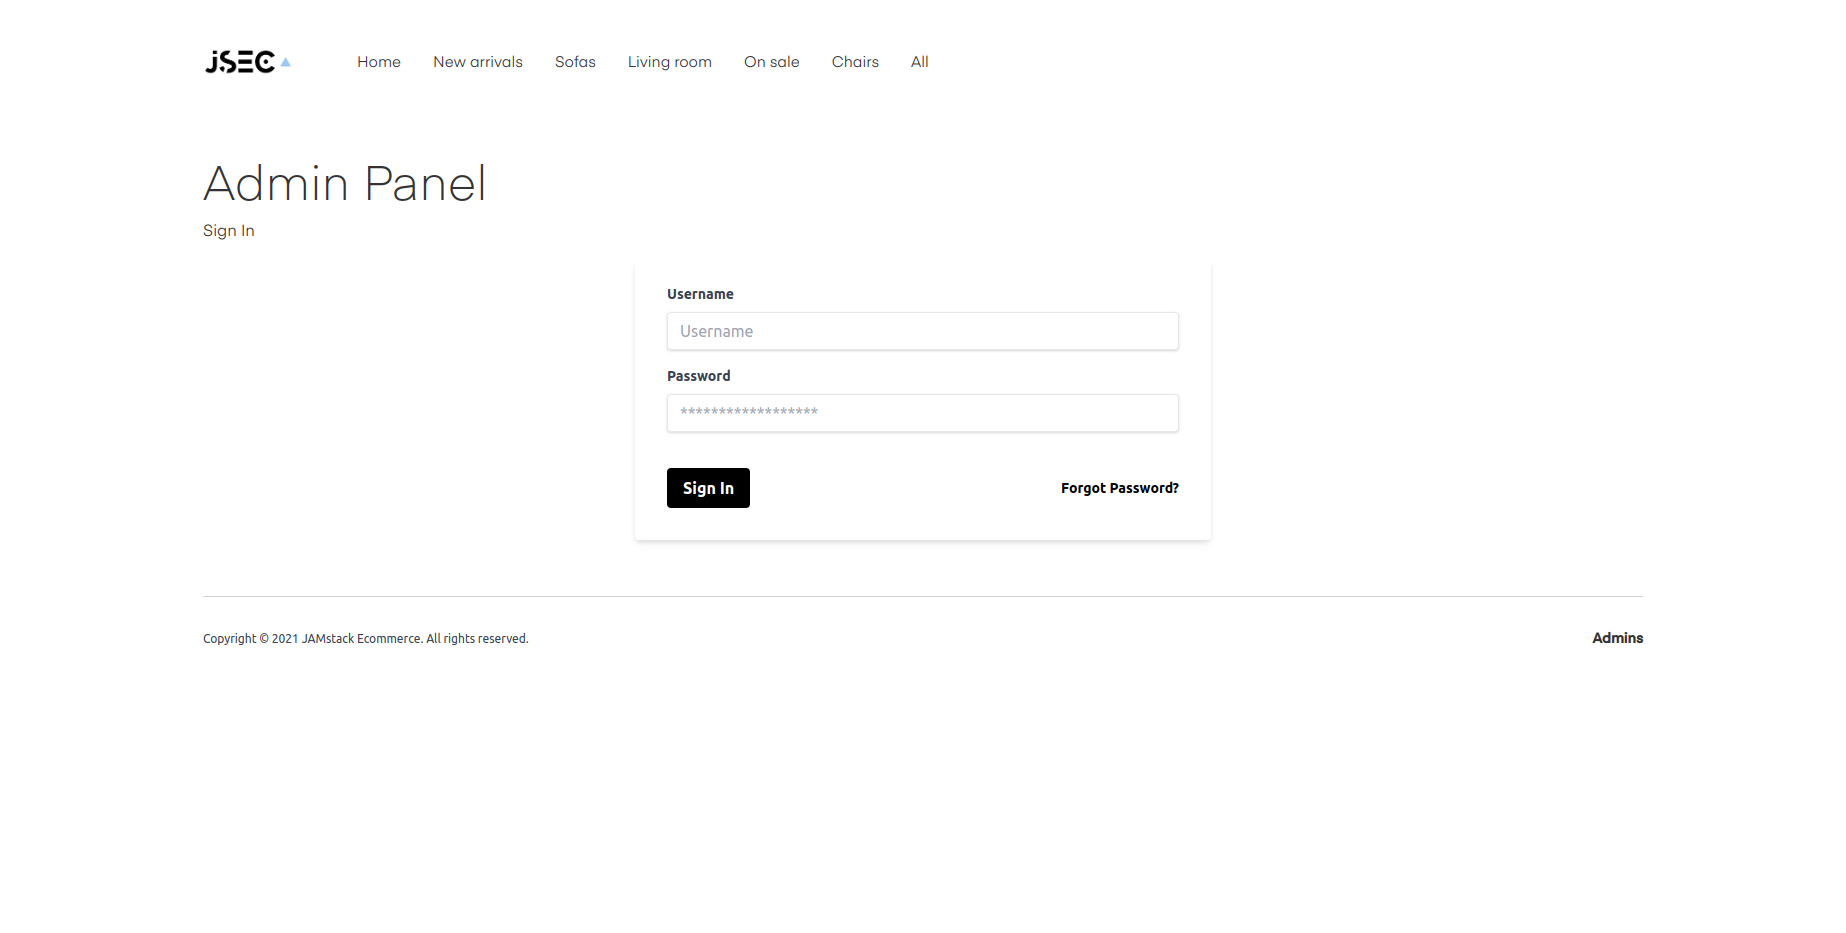 JSEC
Home New arrivals Sofas Living room On sale Chairs All
Admin Panel
Sign In
Username
Username
Password
******************
Sign In Forgot Password?
Copyright © 2021 JAMstack Ecommerce. All rights reserved. Admins